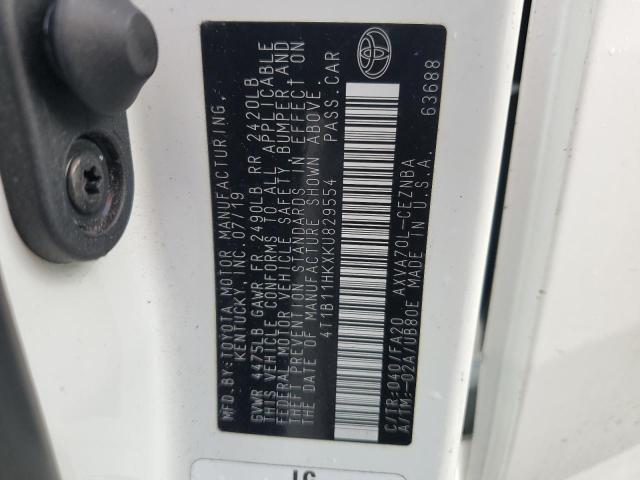 MFD. BY: TOYOTA MOTOR MANUFACTURING,
KENTUCKY, INC. 07/19
GVWR 4475LB GAWR FR 2490LB RR 2420LB
THIS VEHICLE CONFORMS TO ALL APPLICABLE
FEDERAL MOTOR VEHICLE SAFETY, BUMPER, AND
THEFT PREVENTION STANDARDS IN EFFECT ON
THE DATE OF MANUFACTURE SHOWN ABOVE.
4T1B11HKXKU829554 PASS. CAR
C/TR: 040/FA20 AXVA70L-CEZNBA
A/TM: -02A/UB80E MADE IN U.S.A.
63688